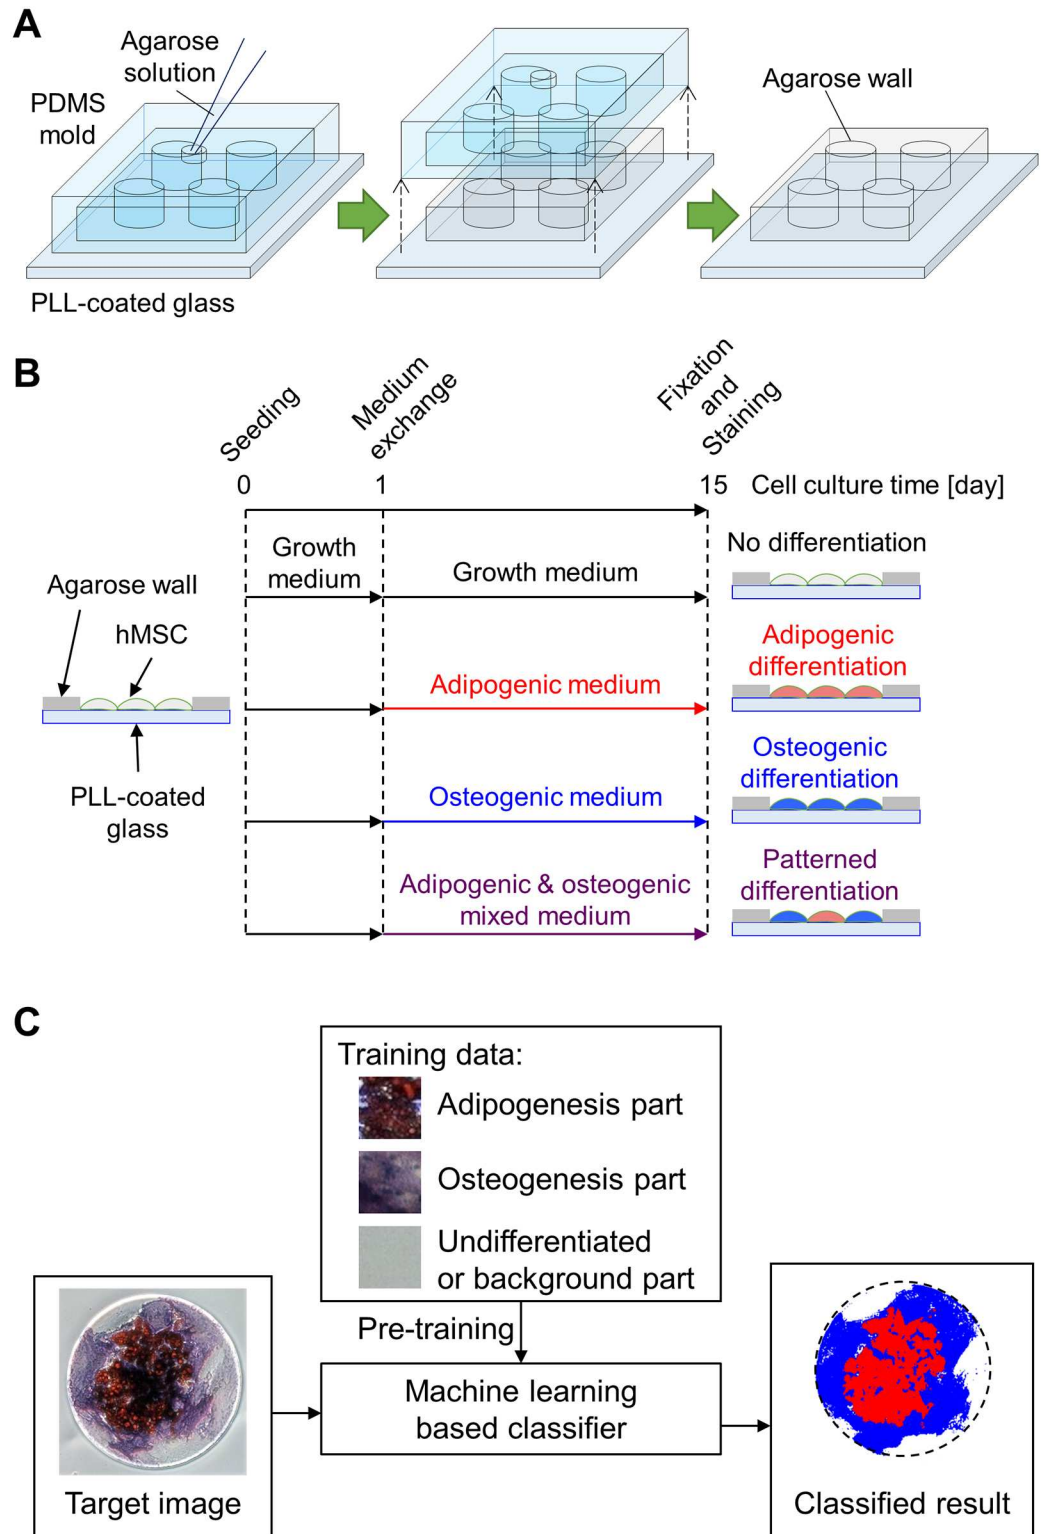 A
Agarose
solution
PDMS
mold
PLL-coated glass
Agarose wall
B
Seeding
Medium
exchange
Fixation
and
Staining
0
1
15
Cell culture time [day]
Growth
medium
Growth medium
No differentiation
Agarose wall
hMSC
PLL-coated
glass
Adipogenic medium
Adipogenic
differentiation
Osteogenic medium
Osteogenic
differentiation
Adipogenic & osteogenic
mixed medium
Patterned
differentiation
C
Training data:
Adipogenesis part
Osteogenesis part
Undifferentiated
or background part
Pre-training
Machine learning
based classifier
Target image
Classified result